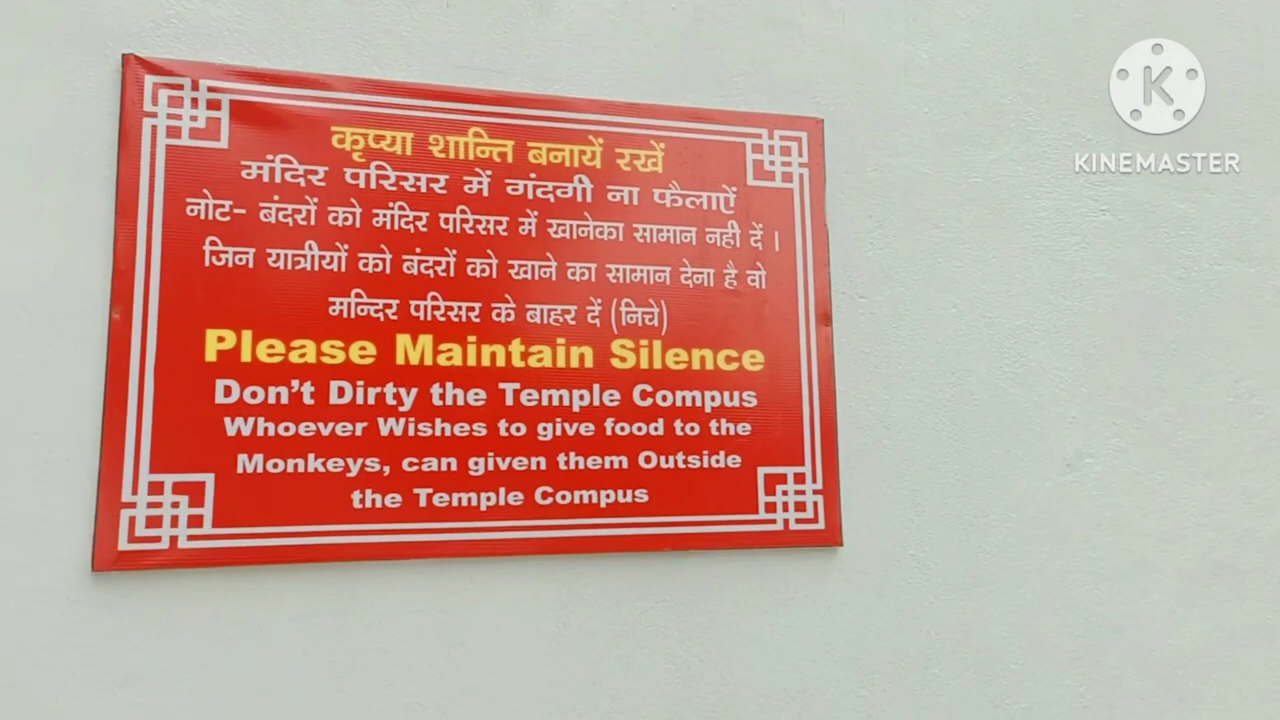 कृप्या शान्ति बनायें रखें
मंदिर परिसर में गंदगी ना फैलाऐं
नोट- बंदरों को मंदिर परिसर में खानेका सामान नही दें ।
जिन यात्रीयों को बंदरों को खाने का सामान देना है वो
मन्दिर परिसर के बाहर दें (निचे)
Please Maintain Silence
Don't Dirty the Temple Compus
Whoever Wishes to give food to the
Monkeys, can given them Outside
the Temple Compus
K
KINEMASTER